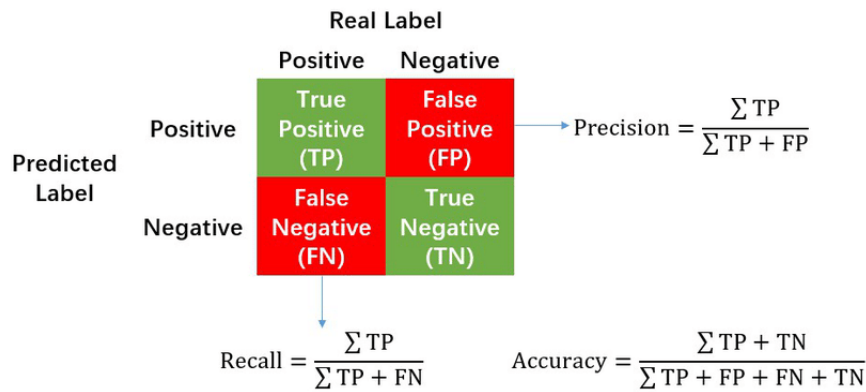 Real Label
Positive Negative
True Positive (TP)
False Positive (FP)
Positive
Precision = ∑ TP / ∑ TP + FP
Predicted Label
False Negative (FN)
True Negative (TN)
Negative
Recall = ∑ TP / ∑ TP + FN
Accuracy = ∑ TP + TN / ∑ TP + FP + FN + TN